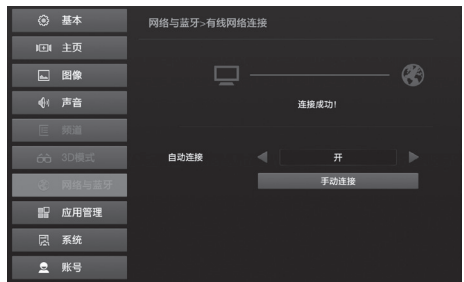 基本
主页
图像
声音
频道
3D模式
网络与蓝牙
应用管理
系统
账号
网络与蓝牙>有线网络连接
连接成功!
自动连接
开
手动连接